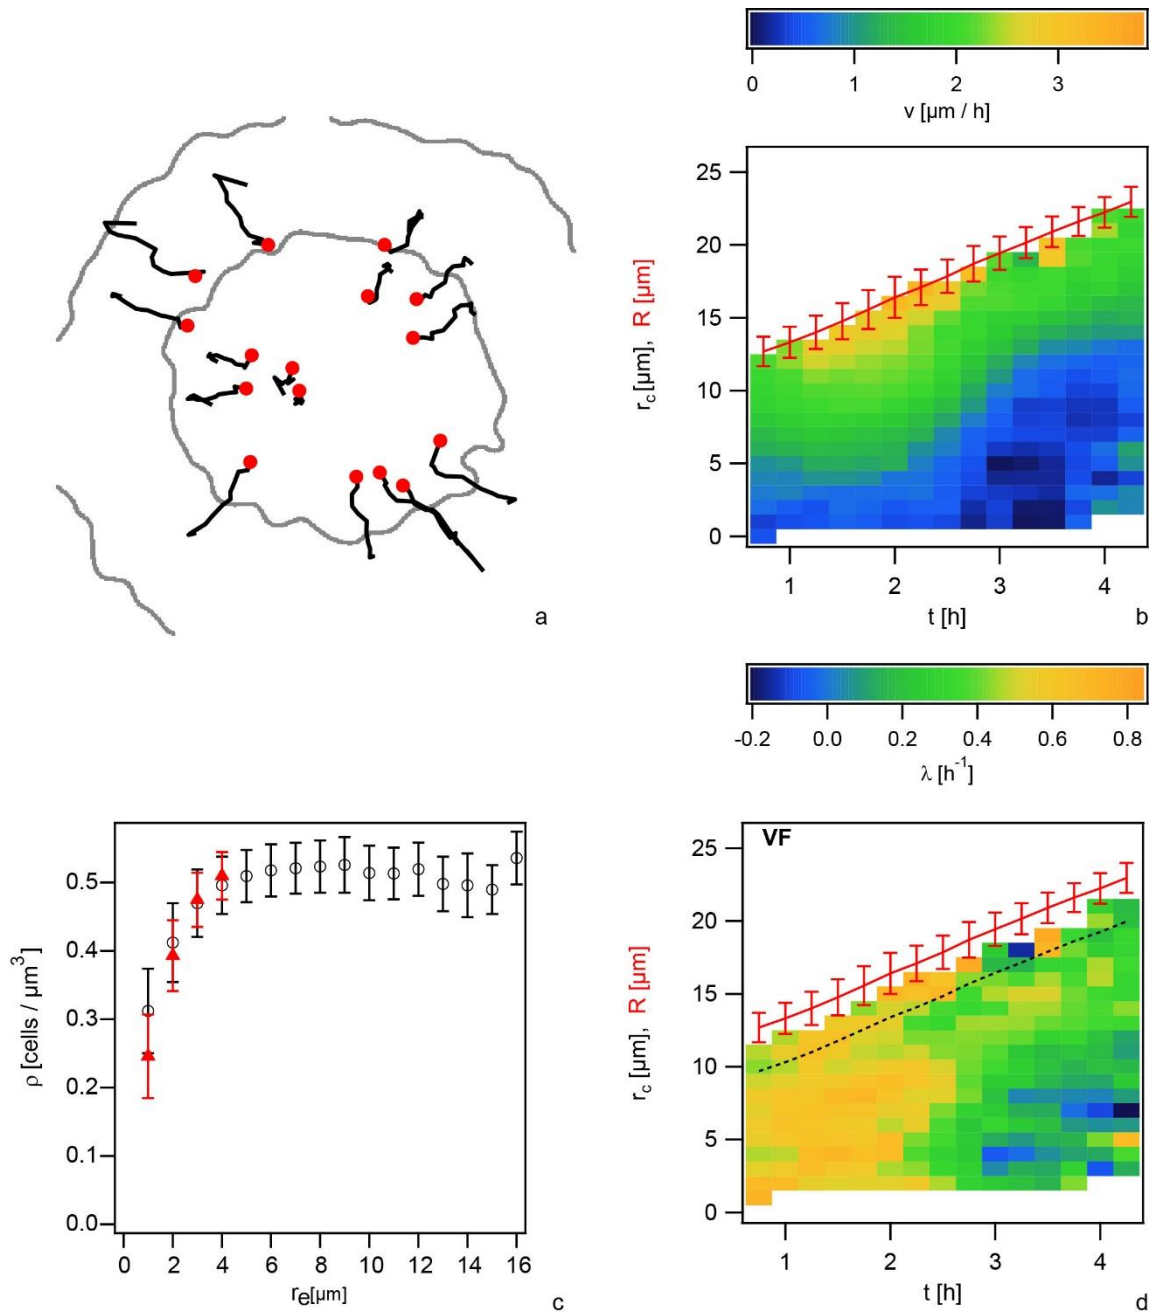 0 1 2 3
v [µm / h]
25
20
15
10
5
0
r_c [µm], R [µm]
1 2 3 4
t [h]
a
b
-0.2 0.0 0.2 0.4 0.6 0.8
λ [h⁻¹]
0.5
0.4
0.3
0.2
0.1
0.0
ρ [cells / µm³]
0 2 4 6 8 10 12 14 16
re[µm]
c
VF
25
20
15
10
5
0
r_c [µm], R [µm]
1 2 3 4
t [h]
d